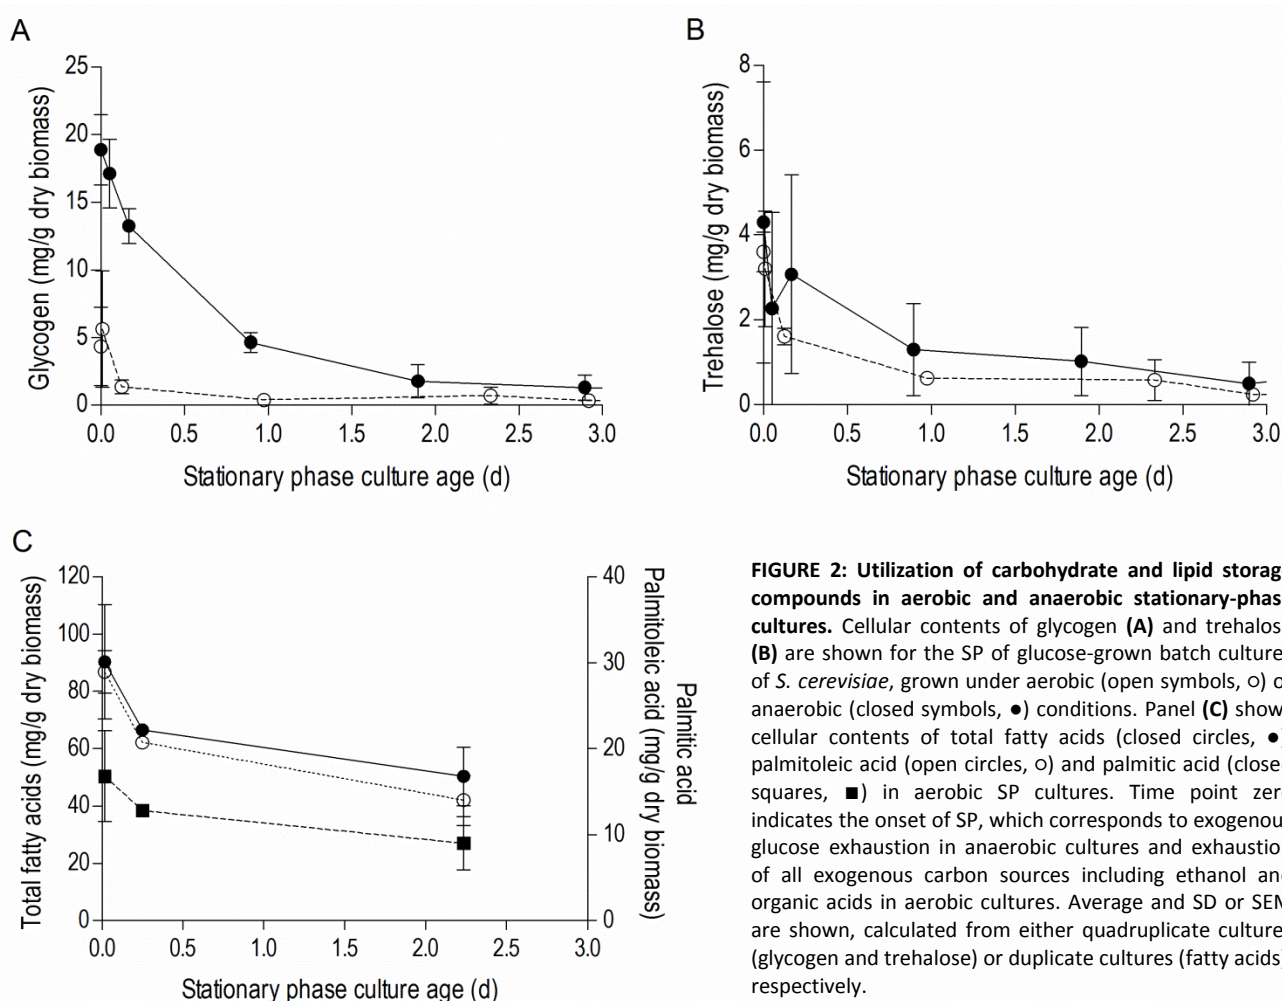 A
B
25
20
15
10
5
0
Glycogen (mg/g dry biomass)
0.0 0.5 1.0 1.5 2.0 2.5 3.0
Stationary phase culture age (d)
8
6
4
2
0
Trehalose (mg/g dry biomass)
0.0 0.5 1.0 1.5 2.0 2.5 3.0
Stationary phase culture age (d)
C
120
100
80
60
40
20
0
Total fatty acids (mg/g dry biomass)
40
30
20
10
0
Palmitoleic acid (mg/g dry biomass)
Palmitic acid
0.0 0.5 1.0 1.5 2.0 2.5 3.0
Stationary phase culture age (d)
FIGURE 2: Utilization of carbohydrate and lipid storag
compounds in aerobic and anaerobic stationary-phas
cultures. Cellular contents of glycogen (A) and trehalos
(B) are shown for the SP of glucose-grown batch culture
of S. cerevisiae, grown under aerobic (open symbols, ○) o
anaerobic (closed symbols, ●) conditions. Panel (C) show
cellular contents of total fatty acids (closed circles, ●
palmitoleic acid (open circles, ○) and palmitic acid (close
squares, ■) in aerobic SP cultures. Time point zer
indicates the onset of SP, which corresponds to exogenou
glucose exhaustion in anaerobic cultures and exhaustio
of all exogenous carbon sources including ethanol an
organic acids in aerobic cultures. Average and SD or SEM
are shown, calculated from either quadruplicate culture
(glycogen and trehalose) or duplicate cultures (fatty acids)
respectively.